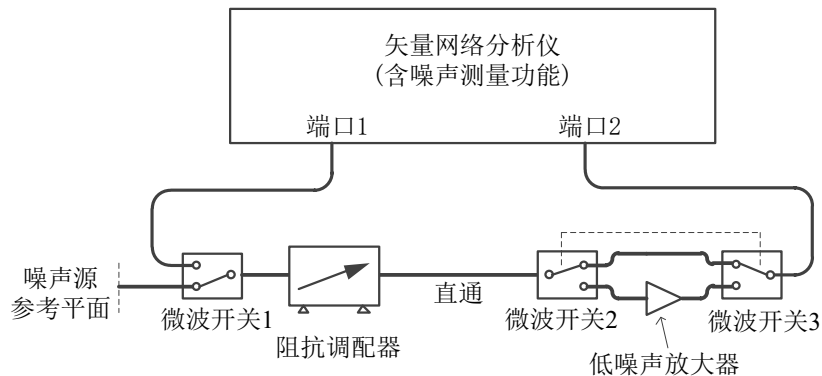 矢量网络分析仪
(含噪声测量功能)
端口1
端口2
噪声源
参考平面
微波开关1
阻抗调配器
直通
微波开关2
微波开关3
低噪声放大器